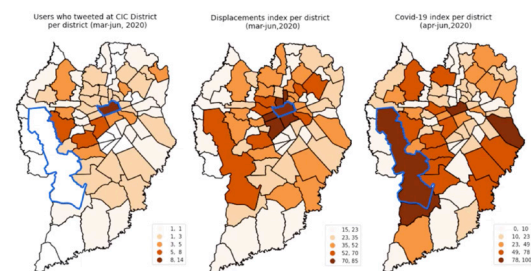 Users who tweeted at CIC District
per district (mar-jun, 2020)
1, 1
1, 3
3, 5
5, 8
8, 14
Displacements index per district
(mar-jun,2020)
15, 23
23, 35
35, 52
52, 70
70, 85
Covid-19 index per district
(apr-jun,2020)
0, 10
10, 23
23, 49
49, 78